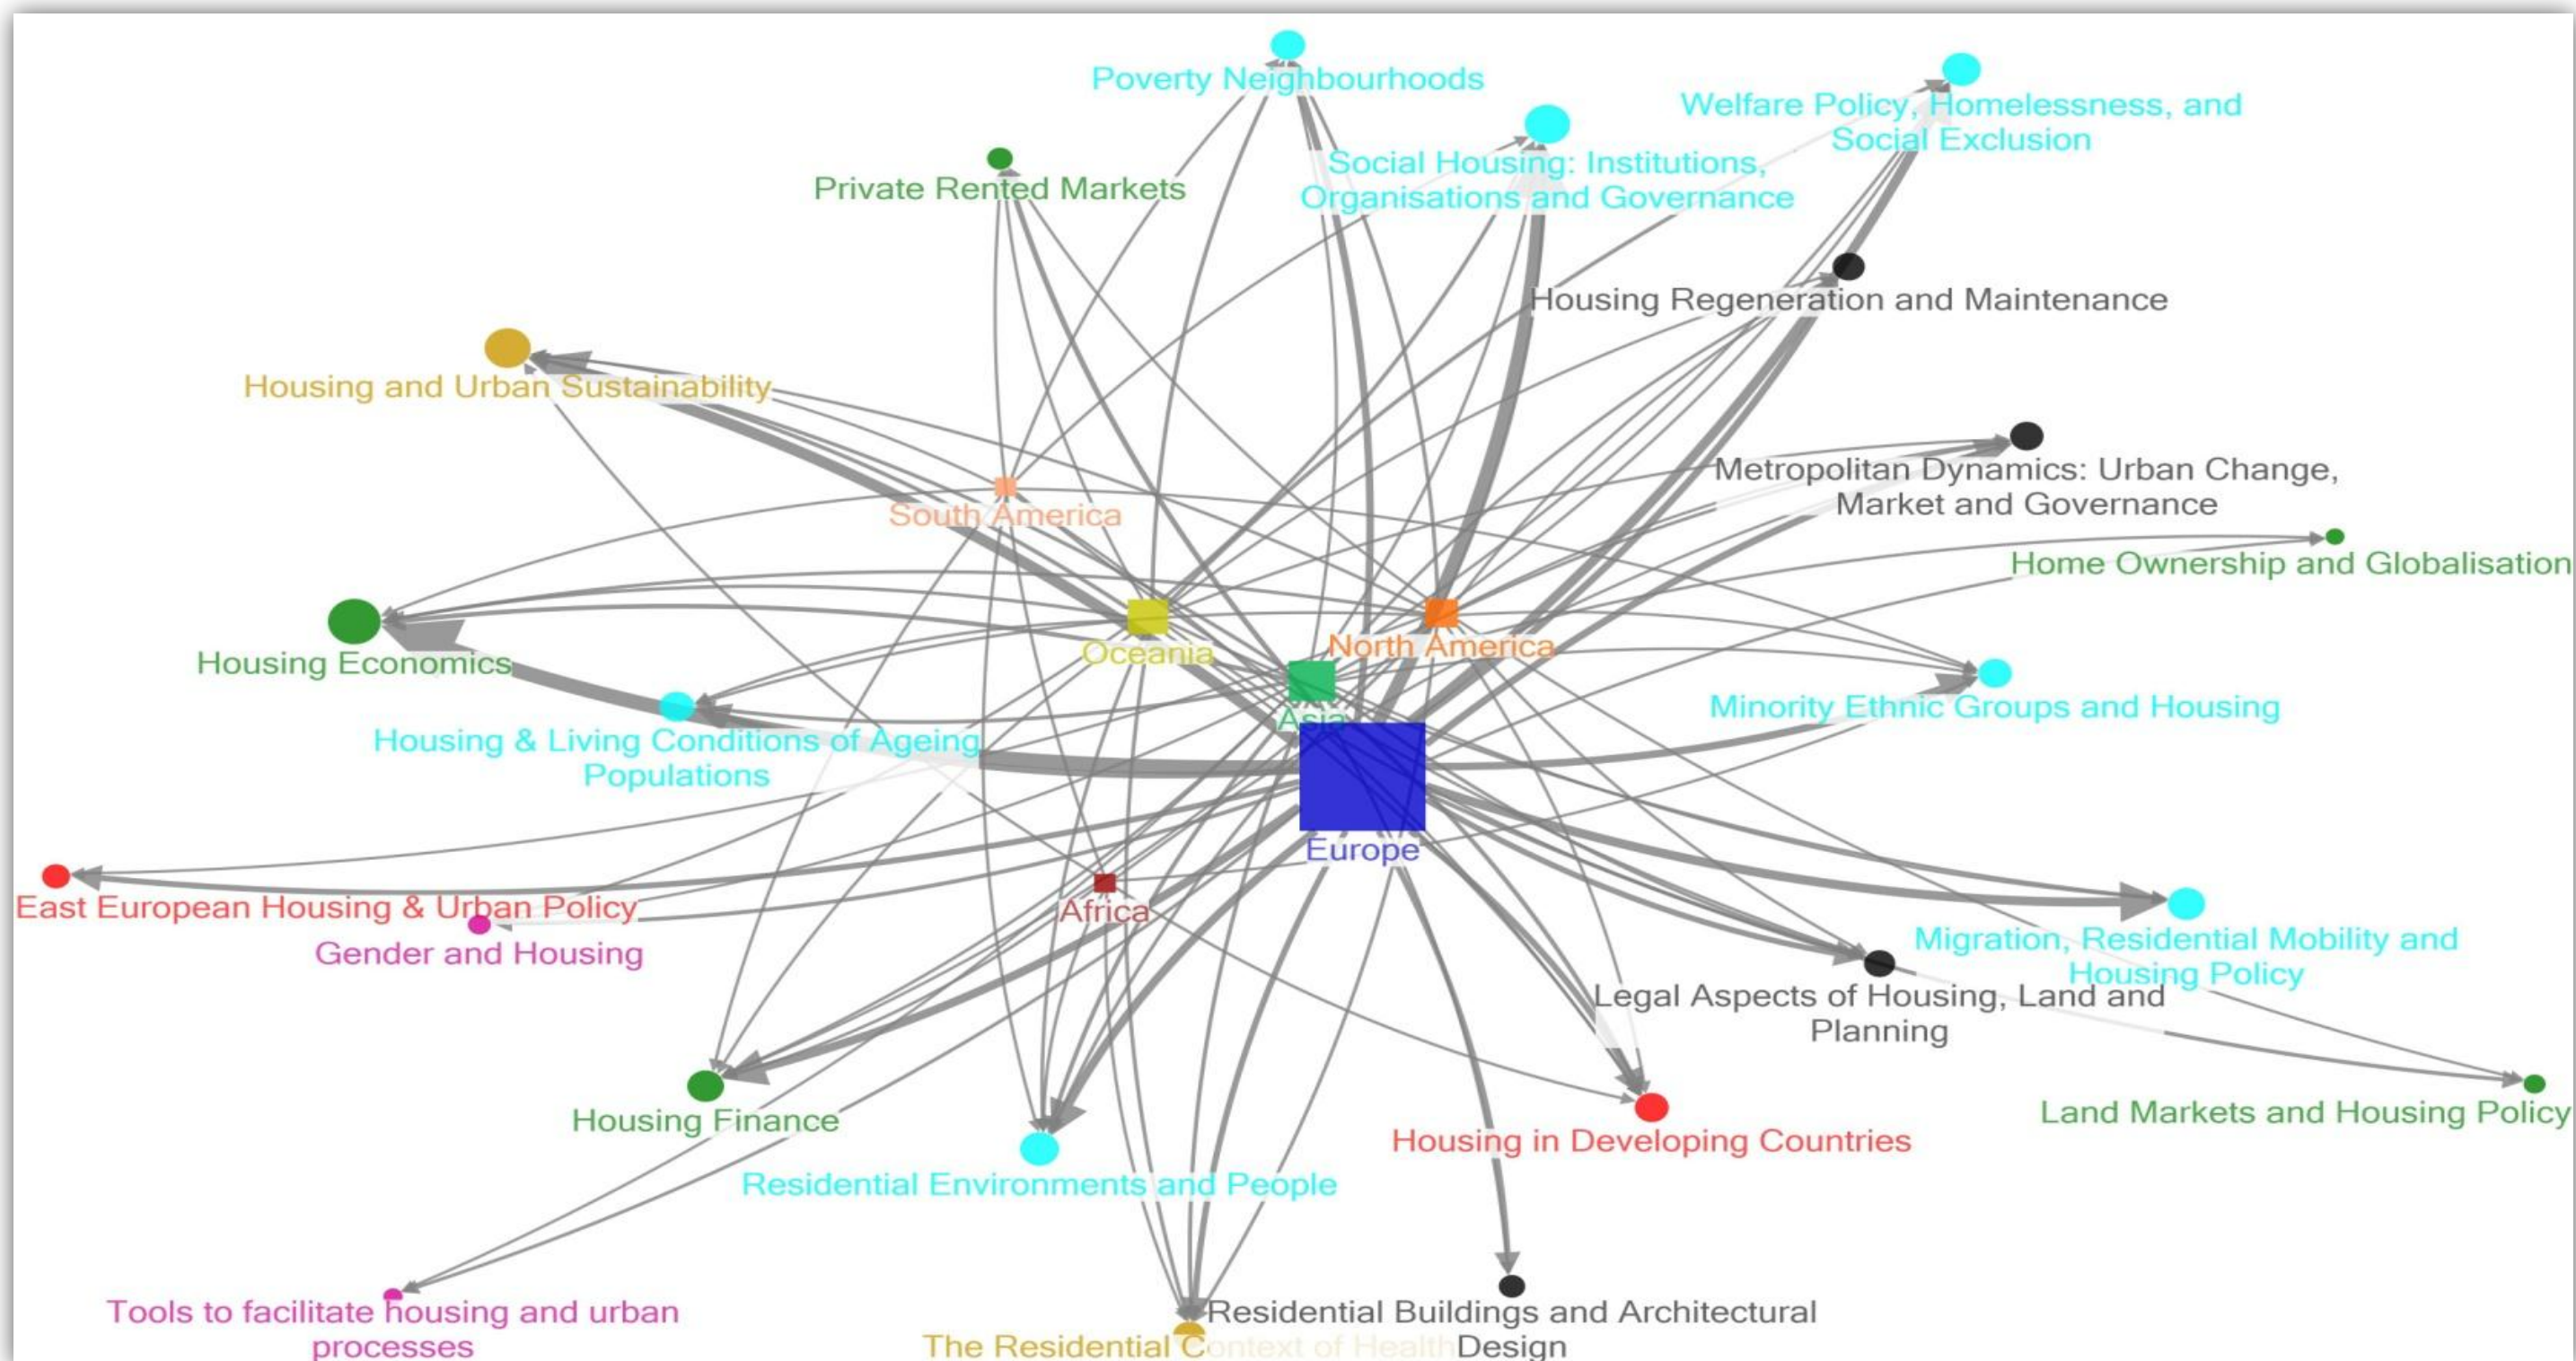 Poverty Neighbourhoods
Welfare Policy, Homelessness, and
Social Exclusion
Social Housing: Institutions,
Organisations and Governance
Private Rented Markets
Housing Regeneration and Maintenance
Housing and Urban Sustainability
Metropolitan Dynamics: Urban Change,
Market and Governance
South America
Home Ownership and Globalisation
Oceania
North America
Housing Economics
Asia
Minority Ethnic Groups and Housing
Housing & Living Conditions of Ageing
Populations
Europe
East European Housing & Urban Policy
Africa
Gender and Housing
Migration, Residential Mobility and
Housing Policy
Legal Aspects of Housing, Land and
Planning
Housing Finance
Land Markets and Housing Policy
Housing in Developing Countries
Residential Environments and People
Tools to facilitate housing and urban
processes
Residential Buildings and Architectural
Design
The Residential Context of Health